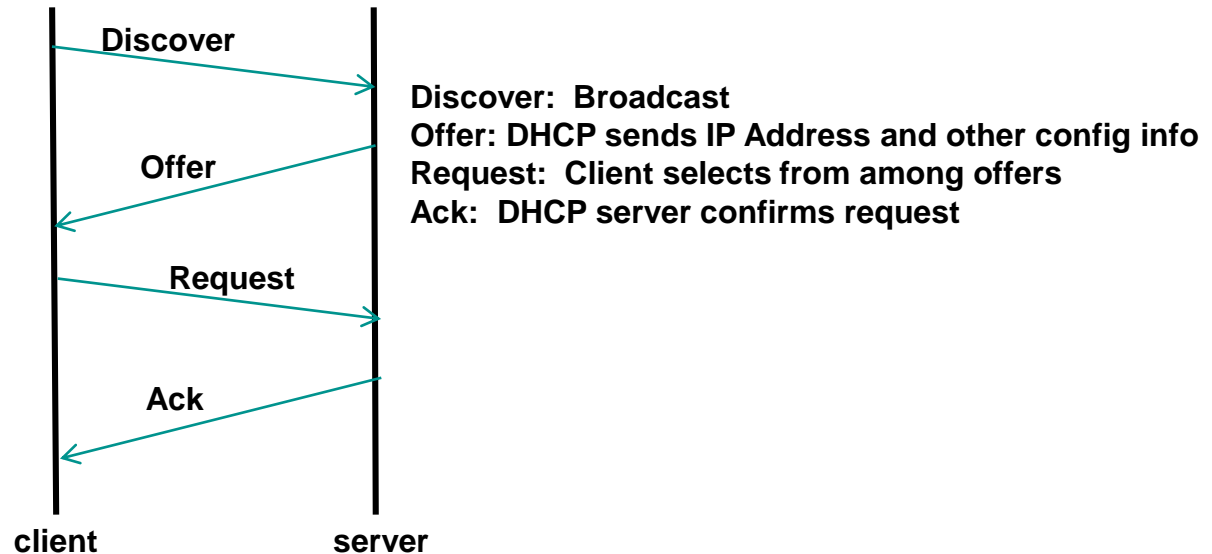 Discover
Discover: Broadcast
Offer: DHCP sends IP Address and other config info
Request: Client selects from among offers
Ack: DHCP server confirms request
Offer
Request
Ack
client
server